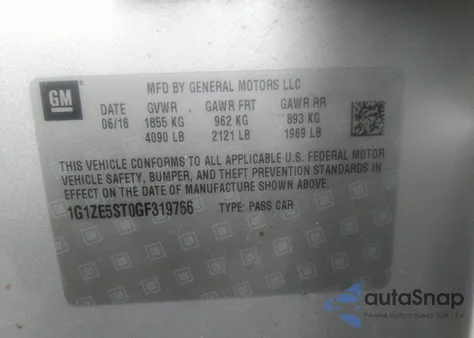 GM
MFD BY GENERAL MOTORS LLC
DATE GVWR GAWR FRT GAWR RR
06/16 1855 KG 962 KG 893 KG
4090 LB 2121 LB 1969 LB
THIS VEHICLE CONFORMS TO ALL APPLICABLE U.S. FEDERAL MOTOR
VEHICLE SAFETY, BUMPER, AND THEFT PREVENTION STANDARDS IN
EFFECT ON THE DATE OF MANUFACTURE SHOWN ABOVE.
1G1ZE5ST0GF319766 TYPE: PASS CAR
autoSnap